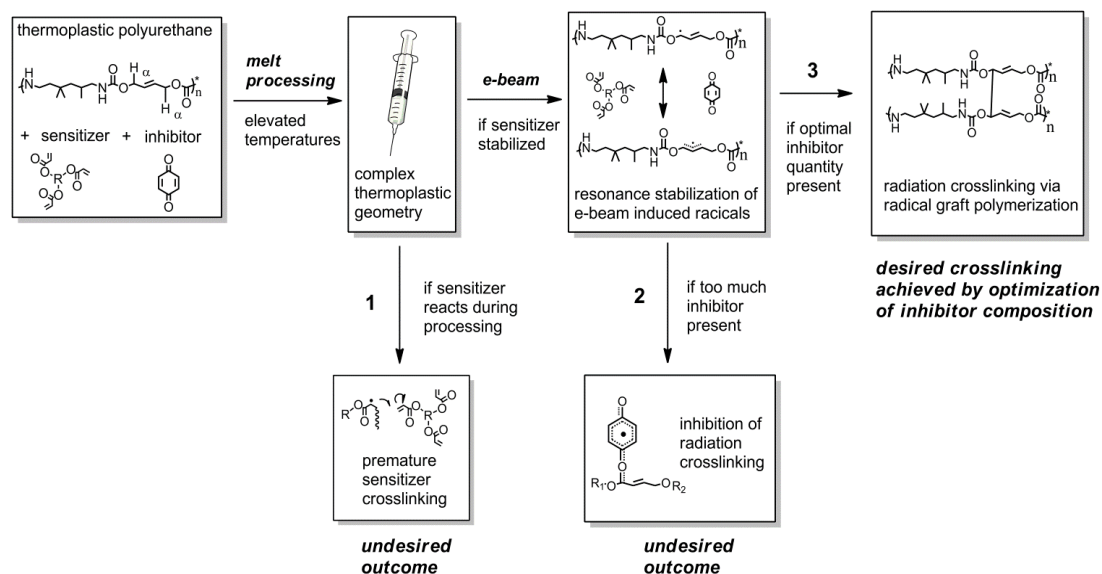 thermoplastic polyurethane
H
N
N
H
O
O
H
α
O
O
*
n
H
α
+ sensitizer + inhibitor
O
O
O
R
O
O
O
O
O
melt
processing
elevated
temperatures
complex
thermoplastic
geometry
e-beam
if sensitizer
stabilized
H
N
N
H
O
O
O
O
*
n
O
O
O
R
O
O
O
O
O
H
N
N
H
O
O
O
O
*
n
resonance stabilization of
e-beam induced racicals
3
if optimal
inhibitor
quantity
present
H
N
N
H
O
O
O
O
*
n
H
N
N
H
O
O
O
O
*
n
radiation crosslinking via
radical graft polymerization
desired crosslinking
achieved by optimization
of inhibitor composition
1
if sensitizer
reacts during
processing
2
if too much
inhibitor
present
R
O
O
O
O
R
O
O
O
O
premature
sensitizer
crosslinking
undesired
outcome
O
O
R1
O
OR2
inhibition of
radiation
crosslinking
undesired
outcome